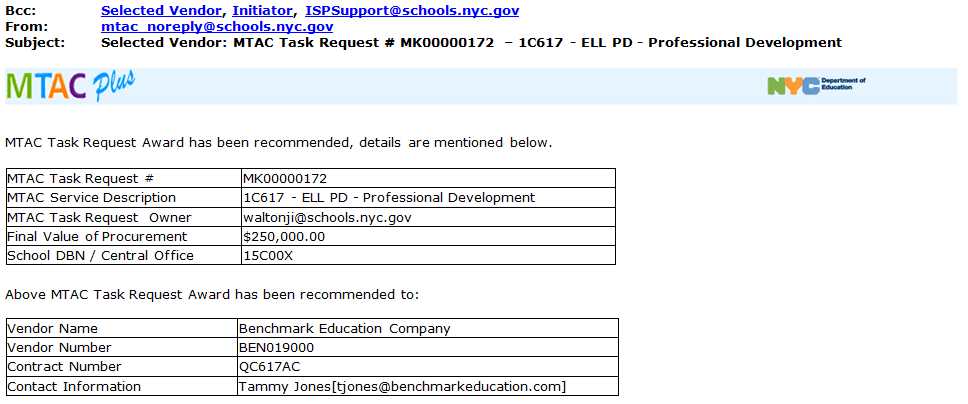 Bcc: Selected Vendor, Initiator, ISPSupport@schools.nyc.gov
From: mtac_noreply@schools.nyc.gov
Subject: Selected Vendor: MTAC Task Request # MK00000172 – 1C617 - ELL PD - Professional Development
MTAC Plus NYC Department of
Education
MTAC Task Request Award has been recommended, details are mentioned below.
MTAC Task Request # MK00000172
MTAC Service Description 1C617 - ELL PD - Professional Development
MTAC Task Request Owner waltonji@schools.nyc.gov
Final Value of Procurement $250,000.00
School DBN / Central Office 15C00X
Above MTAC Task Request Award has been recommended to:
Vendor Name Benchmark Education Company
Vendor Number BEN019000
Contract Number QC617AC
Contact Information Tammy Jones[tjones@benchmarkeducation.com]